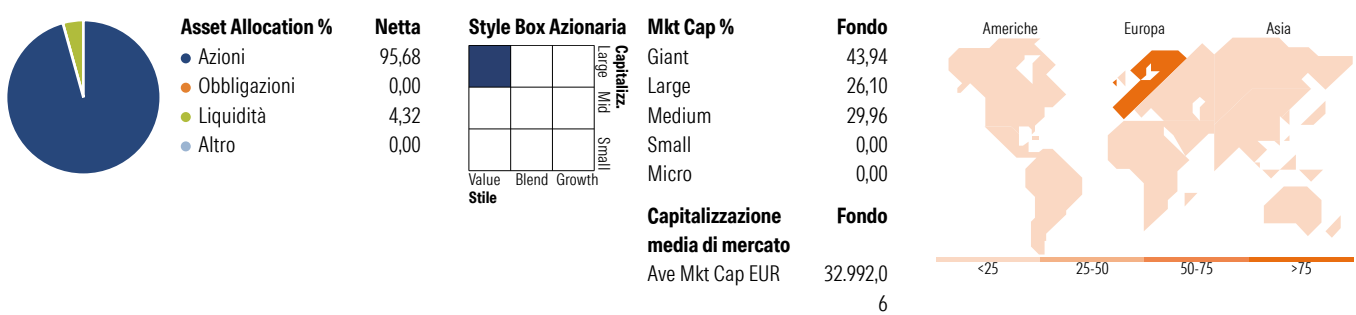 Asset Allocation % Netta
Azioni 95,68
Obbligazioni 0,00
Liquidità 4,32
Altro 0,00
Style Box Azionaria
Capitalizz.
Large Mid Small
Value Blend Growth
Stile
Mkt Cap % Fondo
Giant 43,94
Large 26,10
Medium 29,96
Small 0,00
Micro 0,00
Capitalizzazione Fondo
media di mercato
Ave Mkt Cap EUR 32.992,0
6
Americhe Europa Asia
<25 25-50 50-75 >75